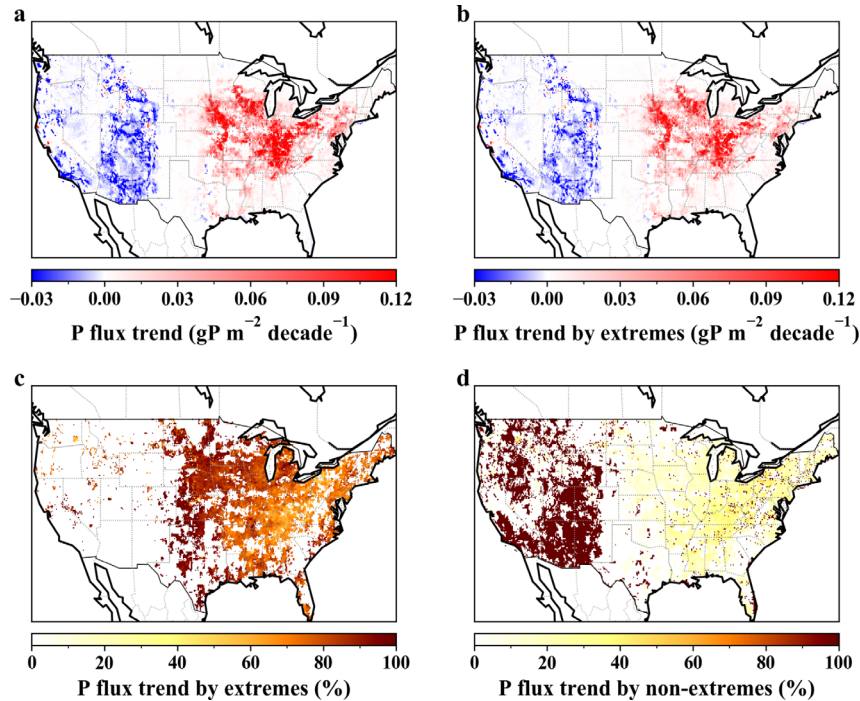 a
b
−0.03 0.00 0.03 0.06 0.09 0.12
P flux trend (gP m⁻² decade⁻¹)
−0.03 0.00 0.03 0.06 0.09 0.12
P flux trend by extremes (gP m⁻² decade⁻¹)
c
d
0 20 40 60 80 100
P flux trend by extremes (%)
0 20 40 60 80 100
P flux trend by non-extremes (%)